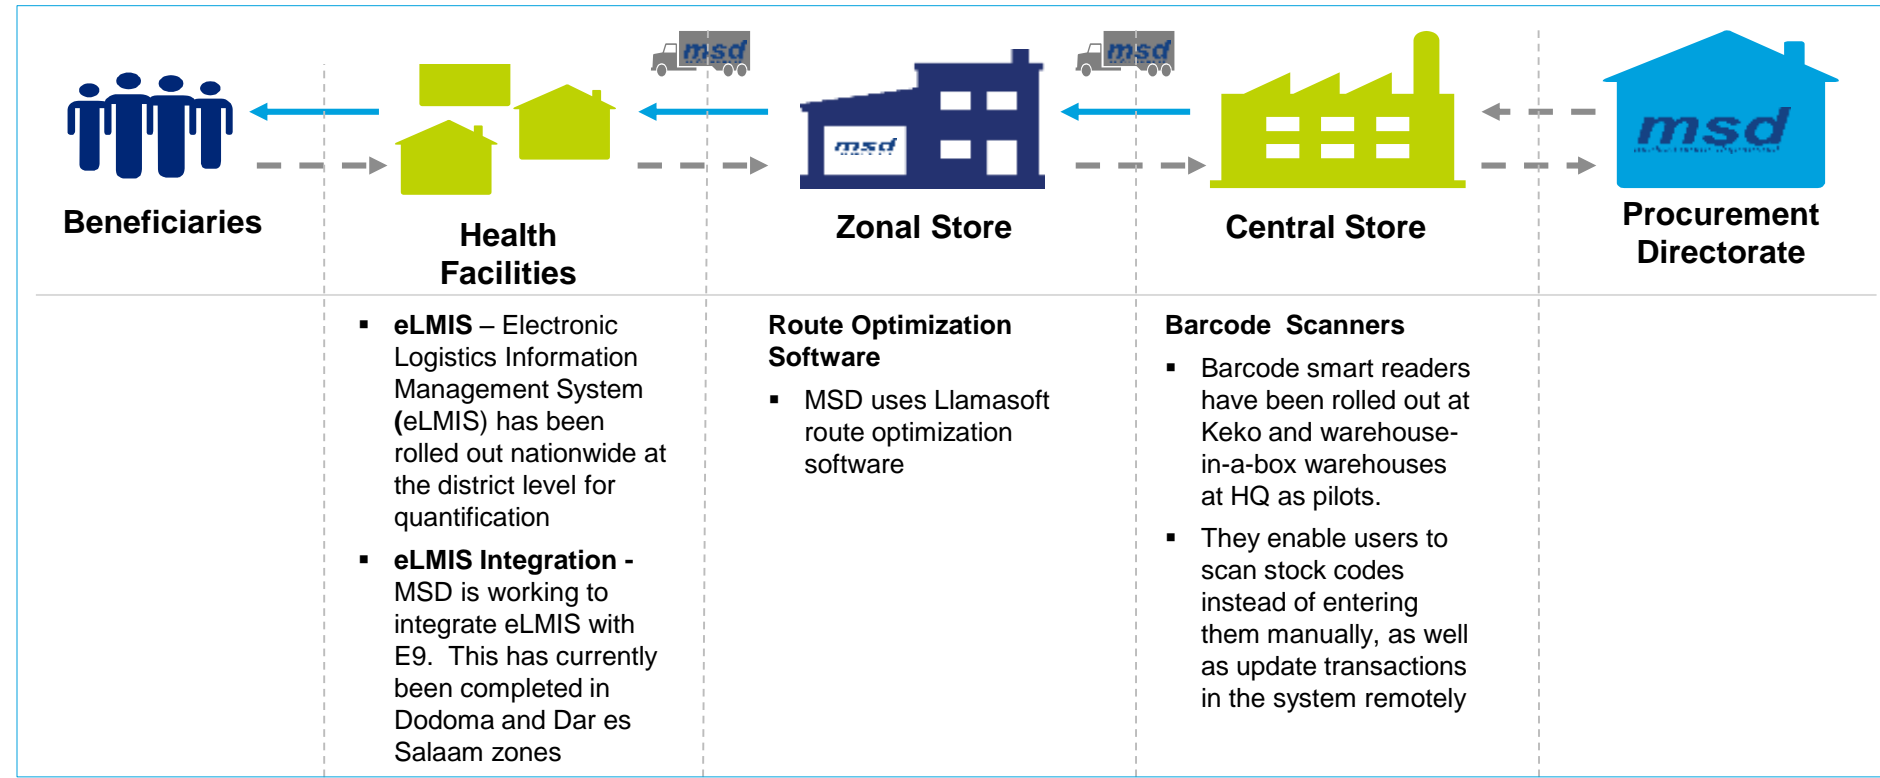 msd
msd
msd
msd
Beneficiaries
Health
Facilities
Zonal Store
Central Store
Procurement
Directorate
▪ eLMIS – Electronic
Logistics Information
Management System
(eLMIS) has been
rolled out nationwide at
the district level for
quantification
▪ eLMIS Integration -
MSD is working to
integrate eLMIS with
E9.  This has currently
been completed in
Dodoma and Dar es
Salaam zones
Route Optimization
Software
▪ MSD uses Llamasoft
route optimization
software
Barcode  Scanners
▪ Barcode smart readers
have been rolled out at
Keko and warehouse-
in-a-box warehouses
at HQ as pilots.
▪ They enable users to
scan stock codes
instead of entering
them manually, as well
as update transactions
in the system remotely